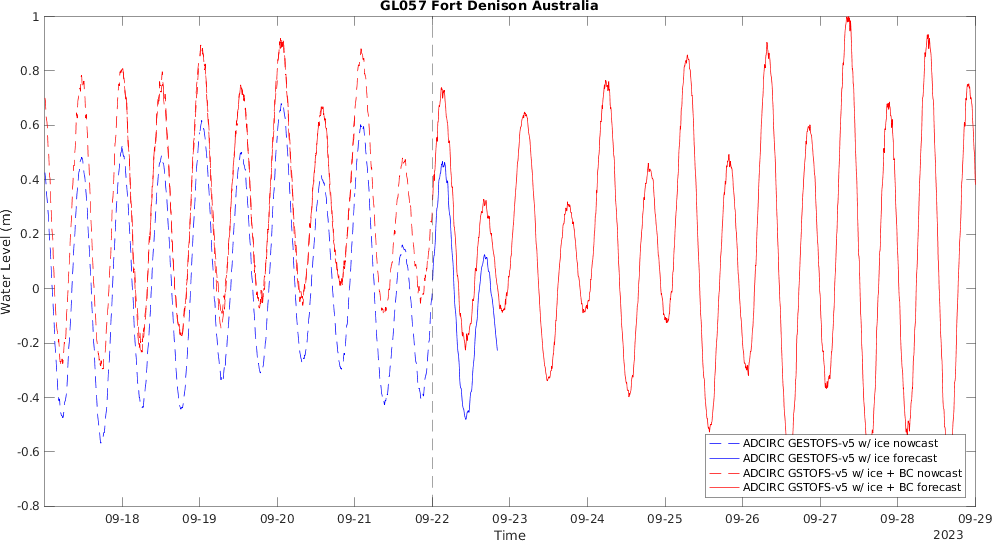 GL057 Fort Denison Australia
1
0.8
0.6
0.4
0.2
0
-0.2
-0.4
-0.6
-0.8
Water Level (m)
ADCIRC GESTOFS-v5 w/ ice nowcast
ADCIRC GESTOFS-v5 w/ ice forecast
ADCIRC GSTOFS-v5 w/ ice + BC nowcast
ADCIRC GSTOFS-v5 w/ ice + BC forecast
09-18 09-19 09-20 09-21 09-22 09-23 09-24 09-25 09-26 09-27 09-28 09-29
Time
2023